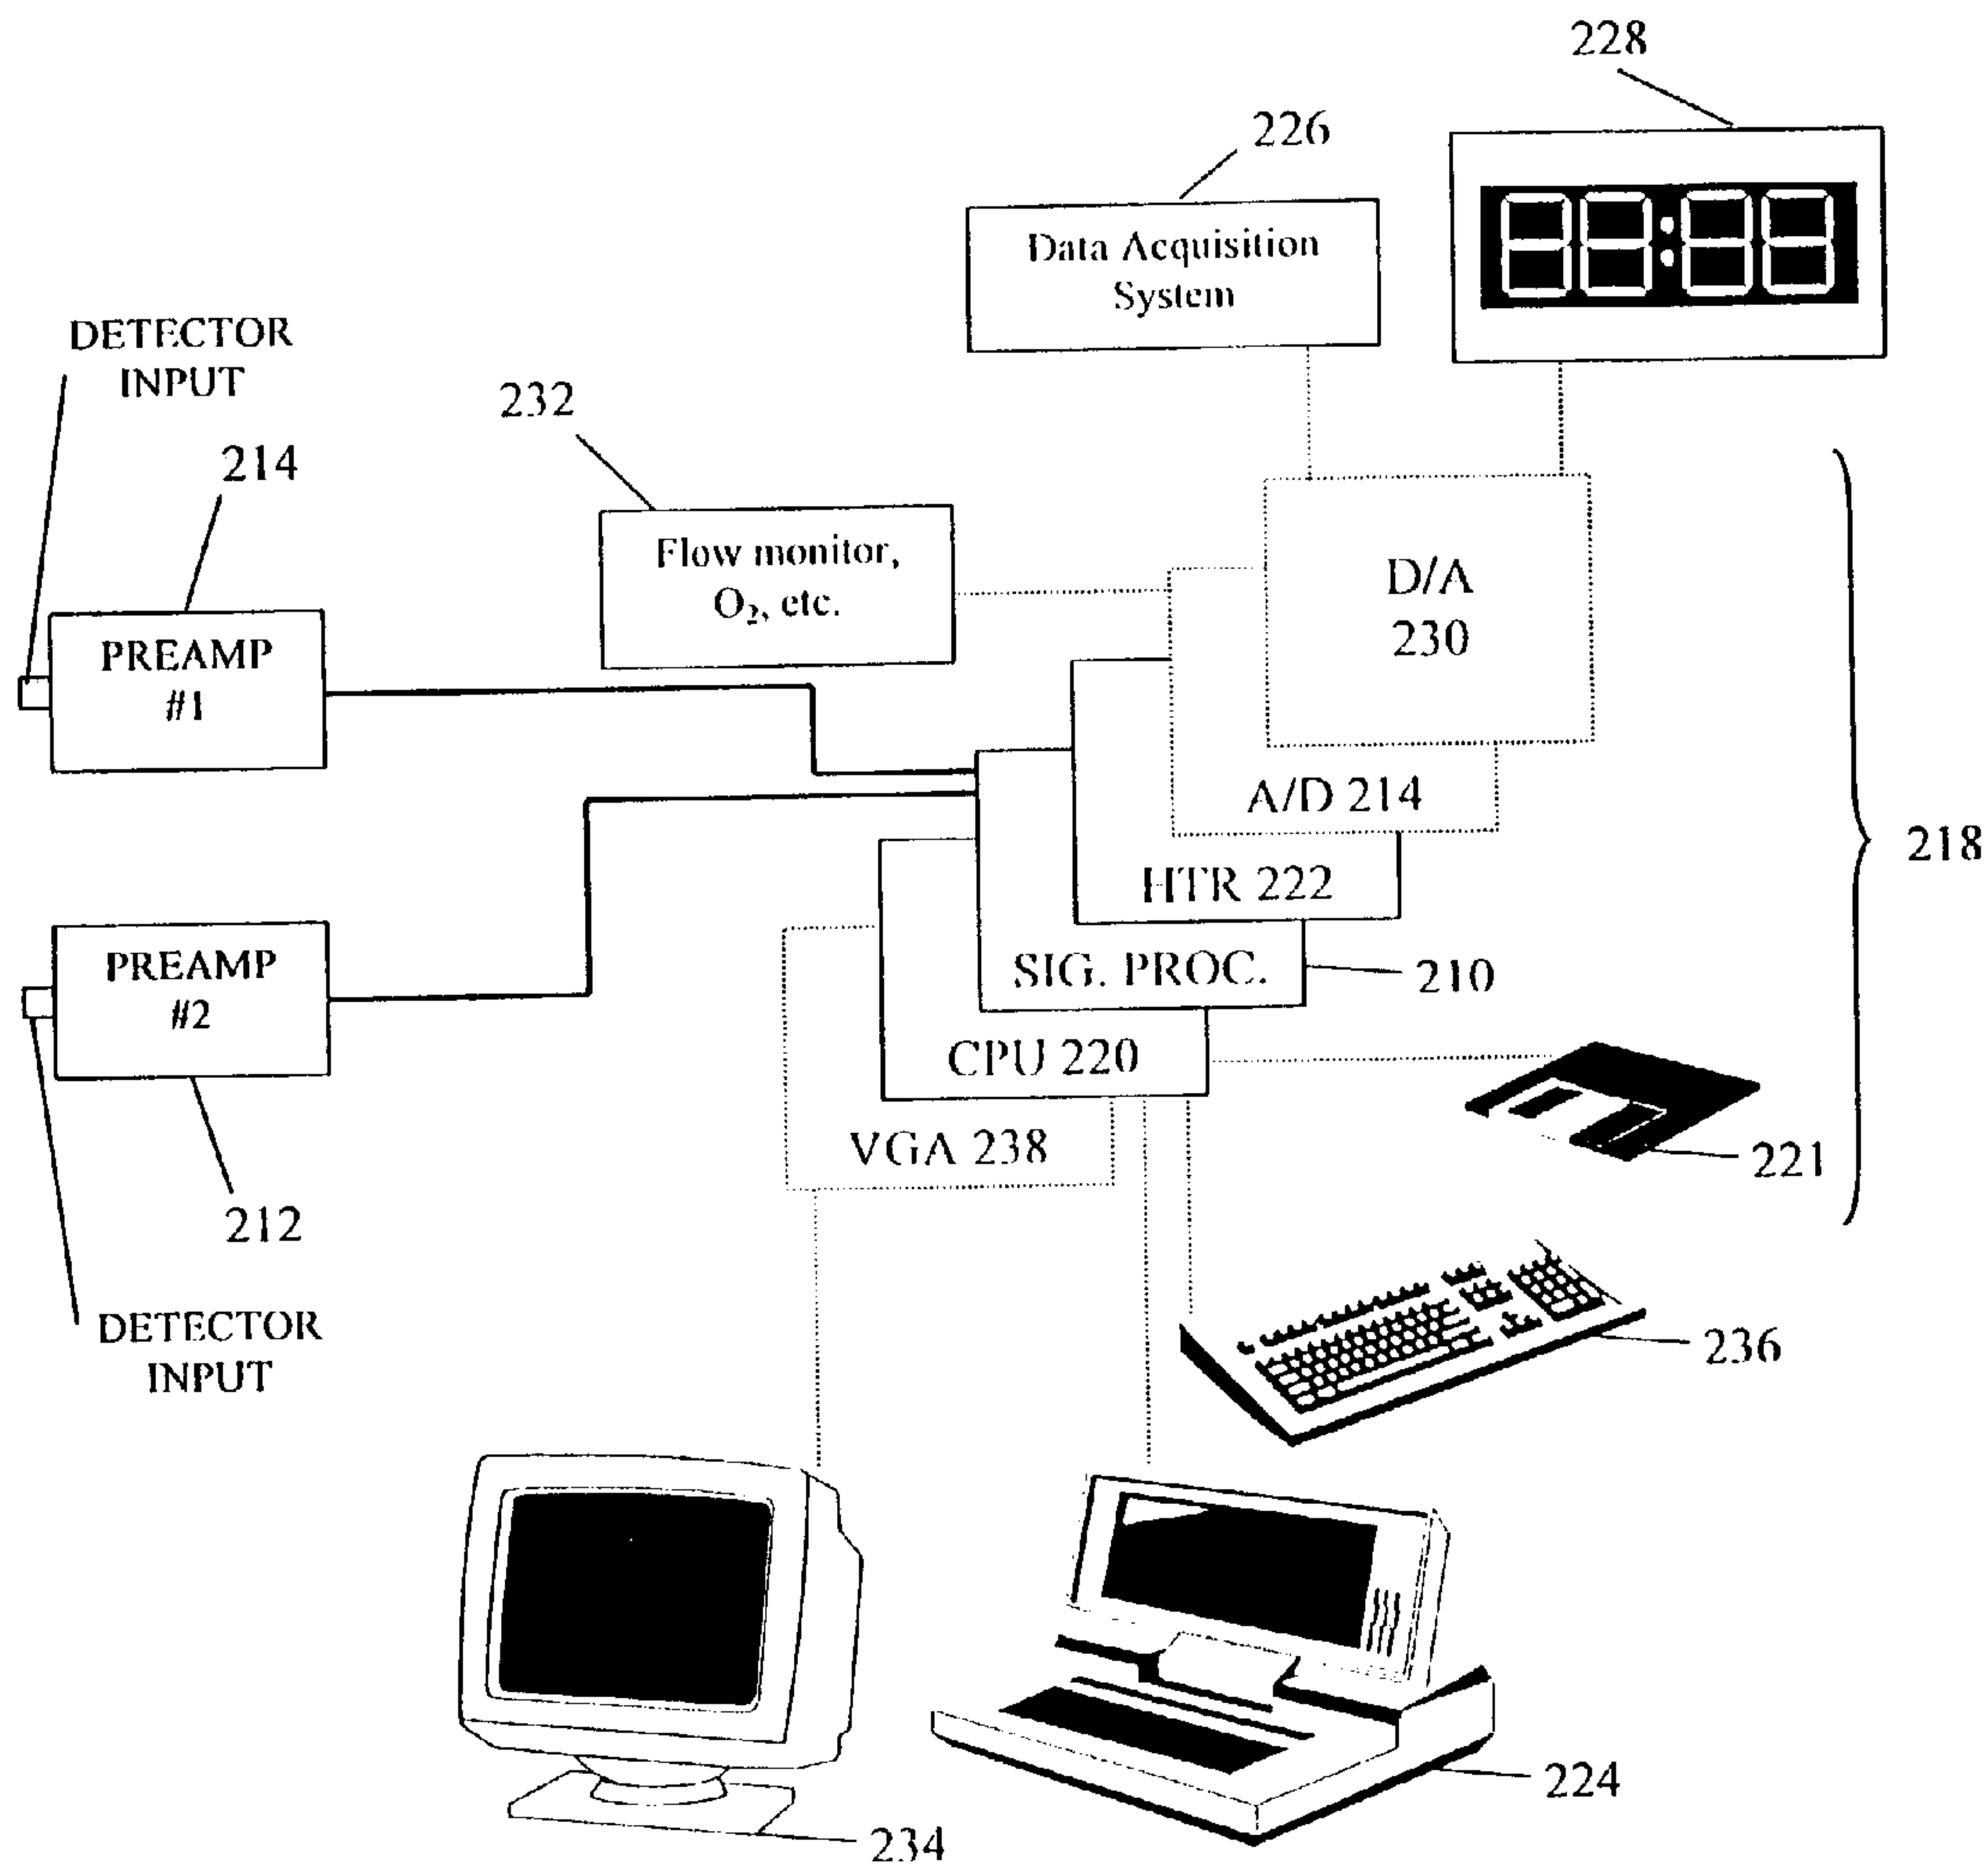 228
226
Data Acquisition
System
DETECTOR
INPUT
232
214
Flow monitor,
O₂, etc.
D/A
230
PREAMP
#1
A/D 214
218
HTR 222
PREAMP
#2
SIG. PROC.
210
CPU 220
VGA 238
221
212
DETECTOR
INPUT
236
224
234